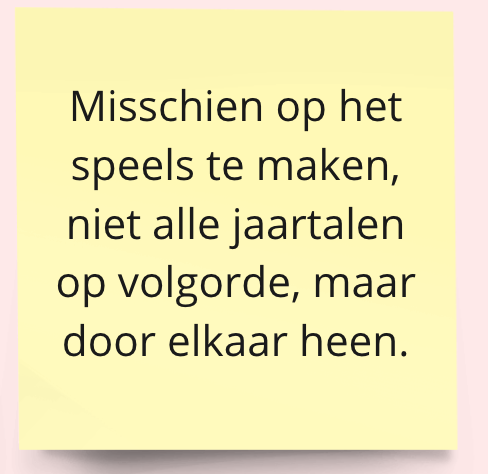 Misschien op het
speels te maken,
niet alle jaartalen
op volgorde, maar
door elkaar heen.